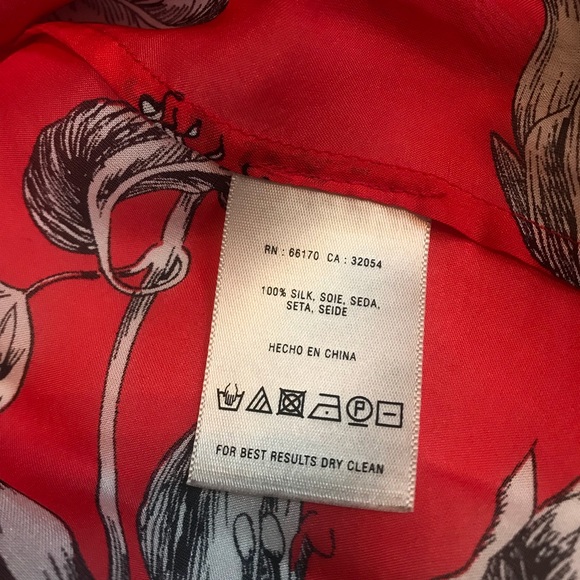 RN : 66170 CA : 32054
100% SILK, SOIE, SEDA,
SETA, SEIDE
HECHO EN CHINA
P
FOR BEST RESULTS DRY CLEAN